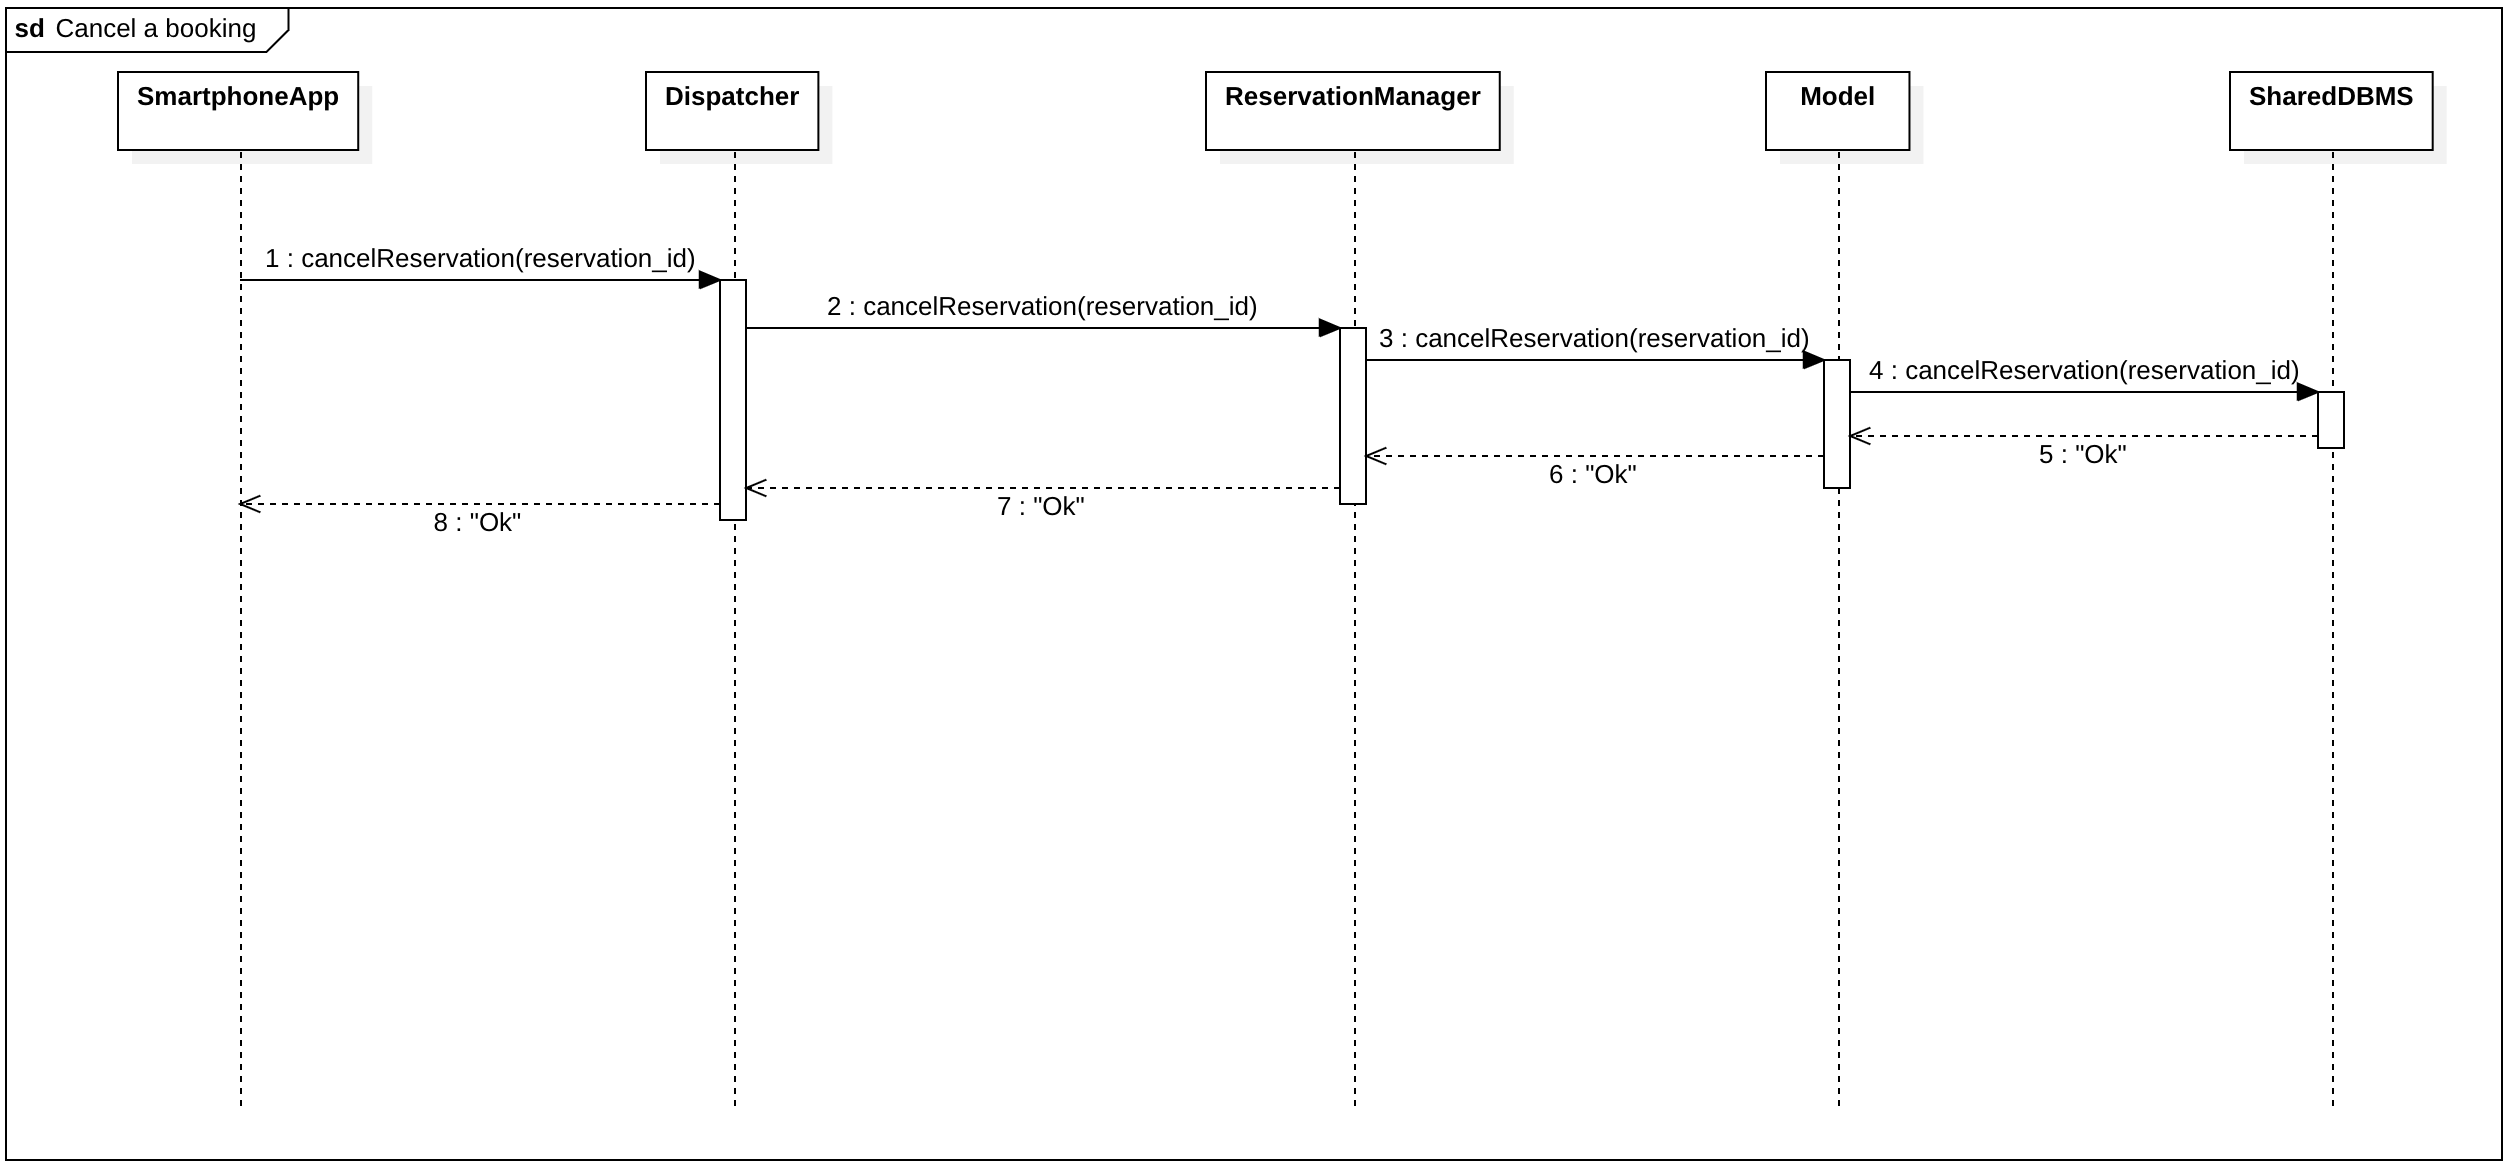 sd Cancel a booking
SmartphoneApp
Dispatcher
ReservationManager
Model
SharedDBMS
1 : cancelReservation(reservation_id)
2 : cancelReservation(reservation_id)
3 : cancelReservation(reservation_id)
4 : cancelReservation(reservation_id)
5 : "Ok"
6 : "Ok"
7 : "Ok"
8 : "Ok"